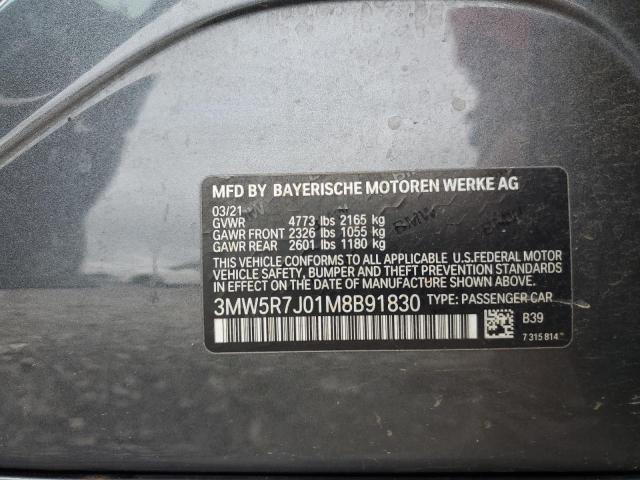 MFD BY BAYERISCHE MOTOREN WERKE AG
03/21
GVWR 4773 lbs 2165 kg
GAWR FRONT 2326 lbs 1055 kg
GAWR REAR 2601 lbs 1180 kg
THIS VEHICLE CONFORMS TO ALL APPLICABLE U.S.FEDERAL MOTOR
VEHICLE SAFETY, BUMPER AND THEFT PREVENTION STANDARDS
IN EFFECT ON THE DATE OF MANUFACTURE SHOWN ABOVE.
3MW5R7J01M8B91830 TYPE: PASSENGER CAR
B39
7 315 814